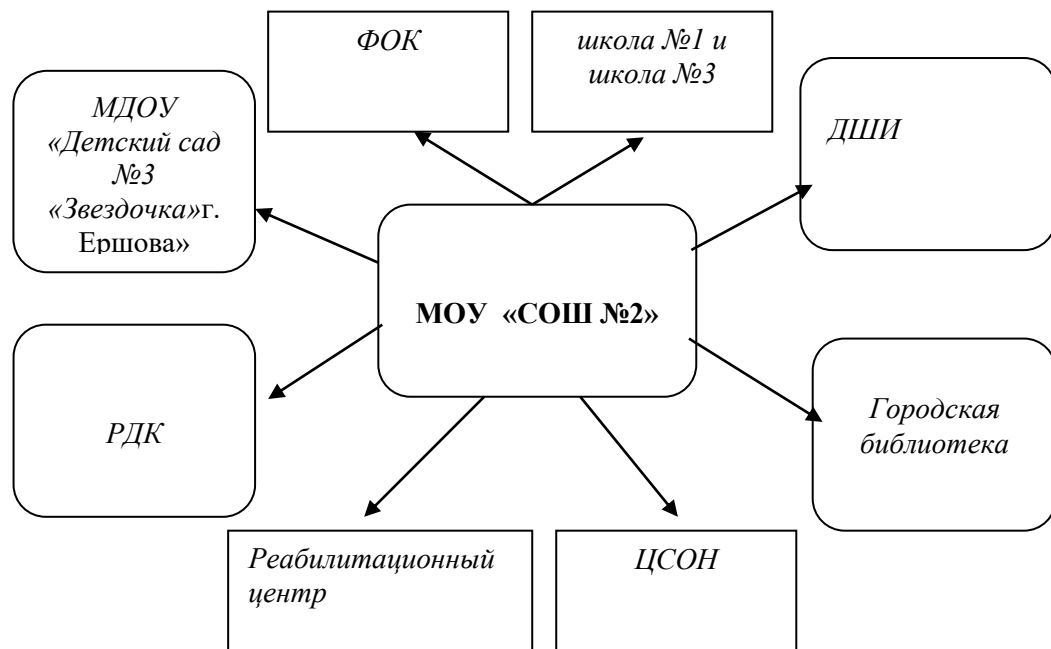 ФОК
школа №1 и
школа №3
МДОУ
«Детский сад
№3
«Звездочка»г.
Ершова»
ДШИ
МОУ «СОШ №2»
РДК
Городская
библиотека
Реабилитационный
центр
ЦСОН